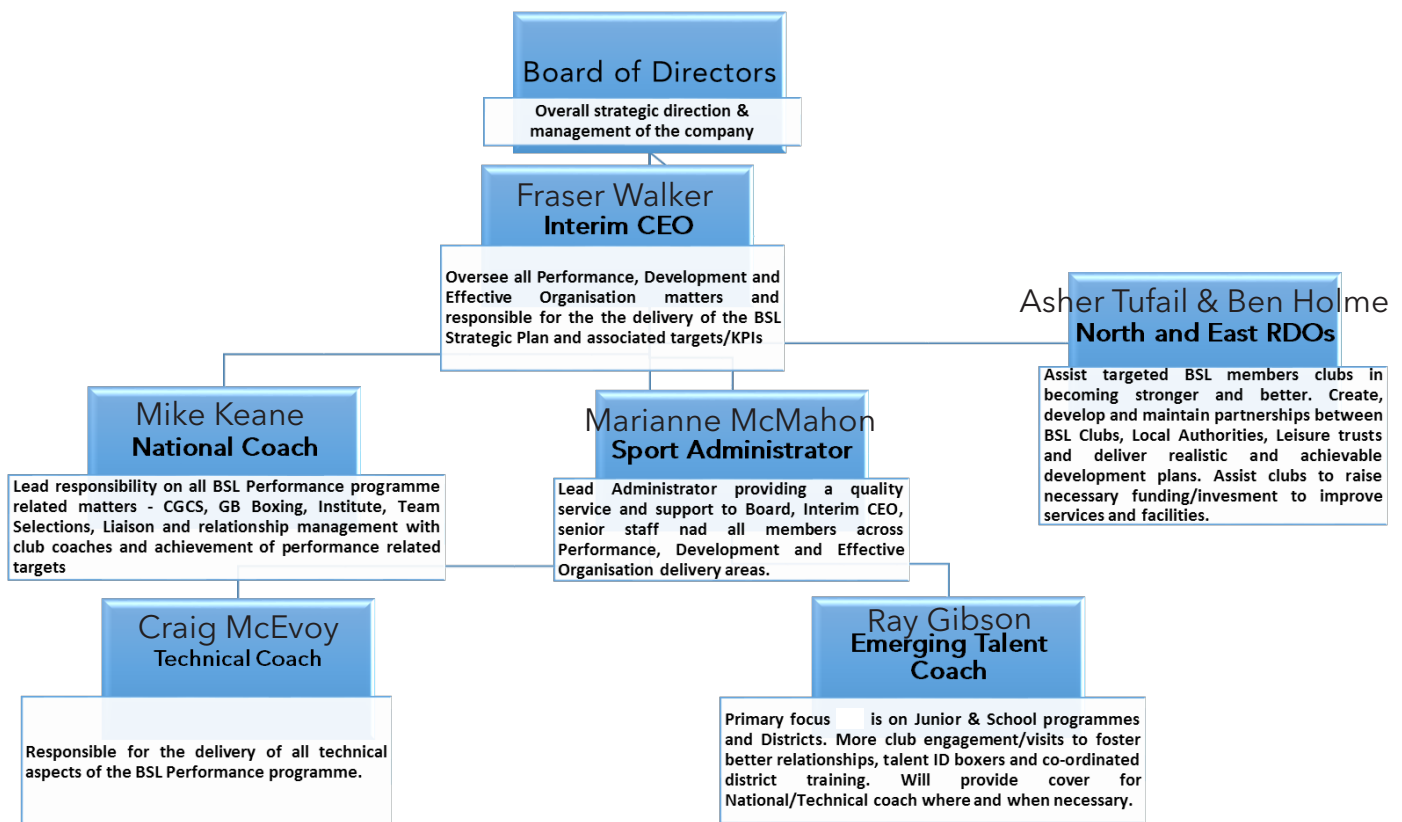 Board of Directors
Overall strategic direction &
management of the company
Fraser Walker
Interim CEO
Oversee all Performance, Development and
Effective Organisation matters and
responsible for the the delivery of the BSL
Strategic Plan and associated targets/KPIs
Asher Tufail & Ben Holme
North and East RDOs
Assist targeted BSL members clubs in
becoming stronger and better. Create,
develop and maintain partnerships between
BSL Clubs, Local Authorities, Leisure trusts
and deliver realistic and achievable
development plans. Assist clubs to raise
necessary funding/invesment to improve
services and facilities.
Mike Keane
National Coach
Lead responsibility on all BSL Performance programme
related matters - CGCS, GB Boxing, Institute, Team
Selections, Liaison and relationship management with
club coaches and achievement of performance related
targets
Marianne McMahon
Sport Administrator
Lead Administrator providing a quality
service and support to Board, Interim CEO,
senior staff nad all members across
Performance, Development and Effective
Organisation delivery areas.
Craig McEvoy
Technical Coach
Responsible for the delivery of all technical
aspects of the BSL Performance programme.
Ray Gibson
Emerging Talent
Coach
Primary focus is on Junior & School programmes
and Districts. More club engagement/visits to foster
better relationships, talent ID boxers and co-ordinated
district training. Will provide cover for
National/Technical coach where and when necessary.